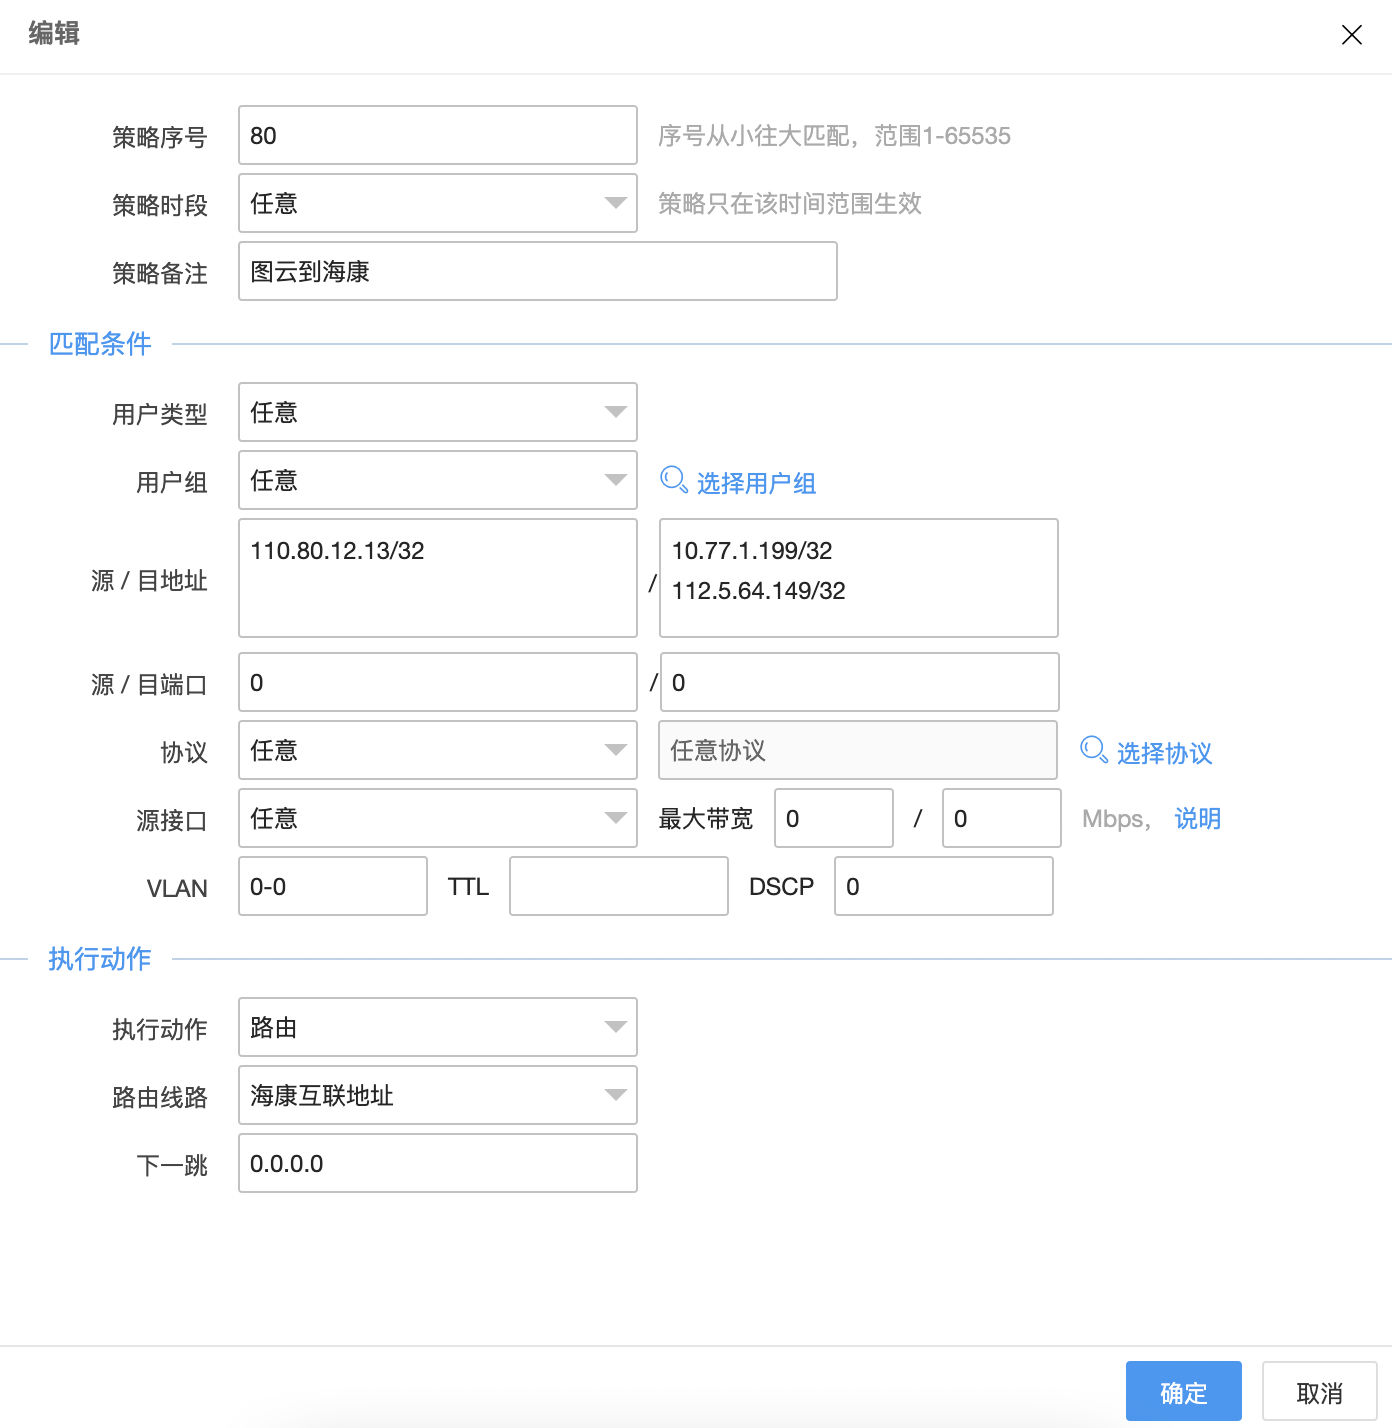 编辑
策略序号 80 序号从小往大匹配，范围1-65535
策略时段 任意 策略只在该时间范围生效
策略备注 图云到海康
匹配条件
用户类型 任意
用户组 任意 选择用户组
源 / 目地址 110.80.12.13/32 / 10.77.1.199/32
112.5.64.149/32
源 / 目端口 0 / 0
协议 任意 任意协议 选择协议
源接口 任意 最大带宽 0 / 0 Mbps， 说明
VLAN 0-0 TTL DSCP 0
执行动作
执行动作 路由
路由线路 海康互联地址
下一跳 0.0.0.0
确定 取消